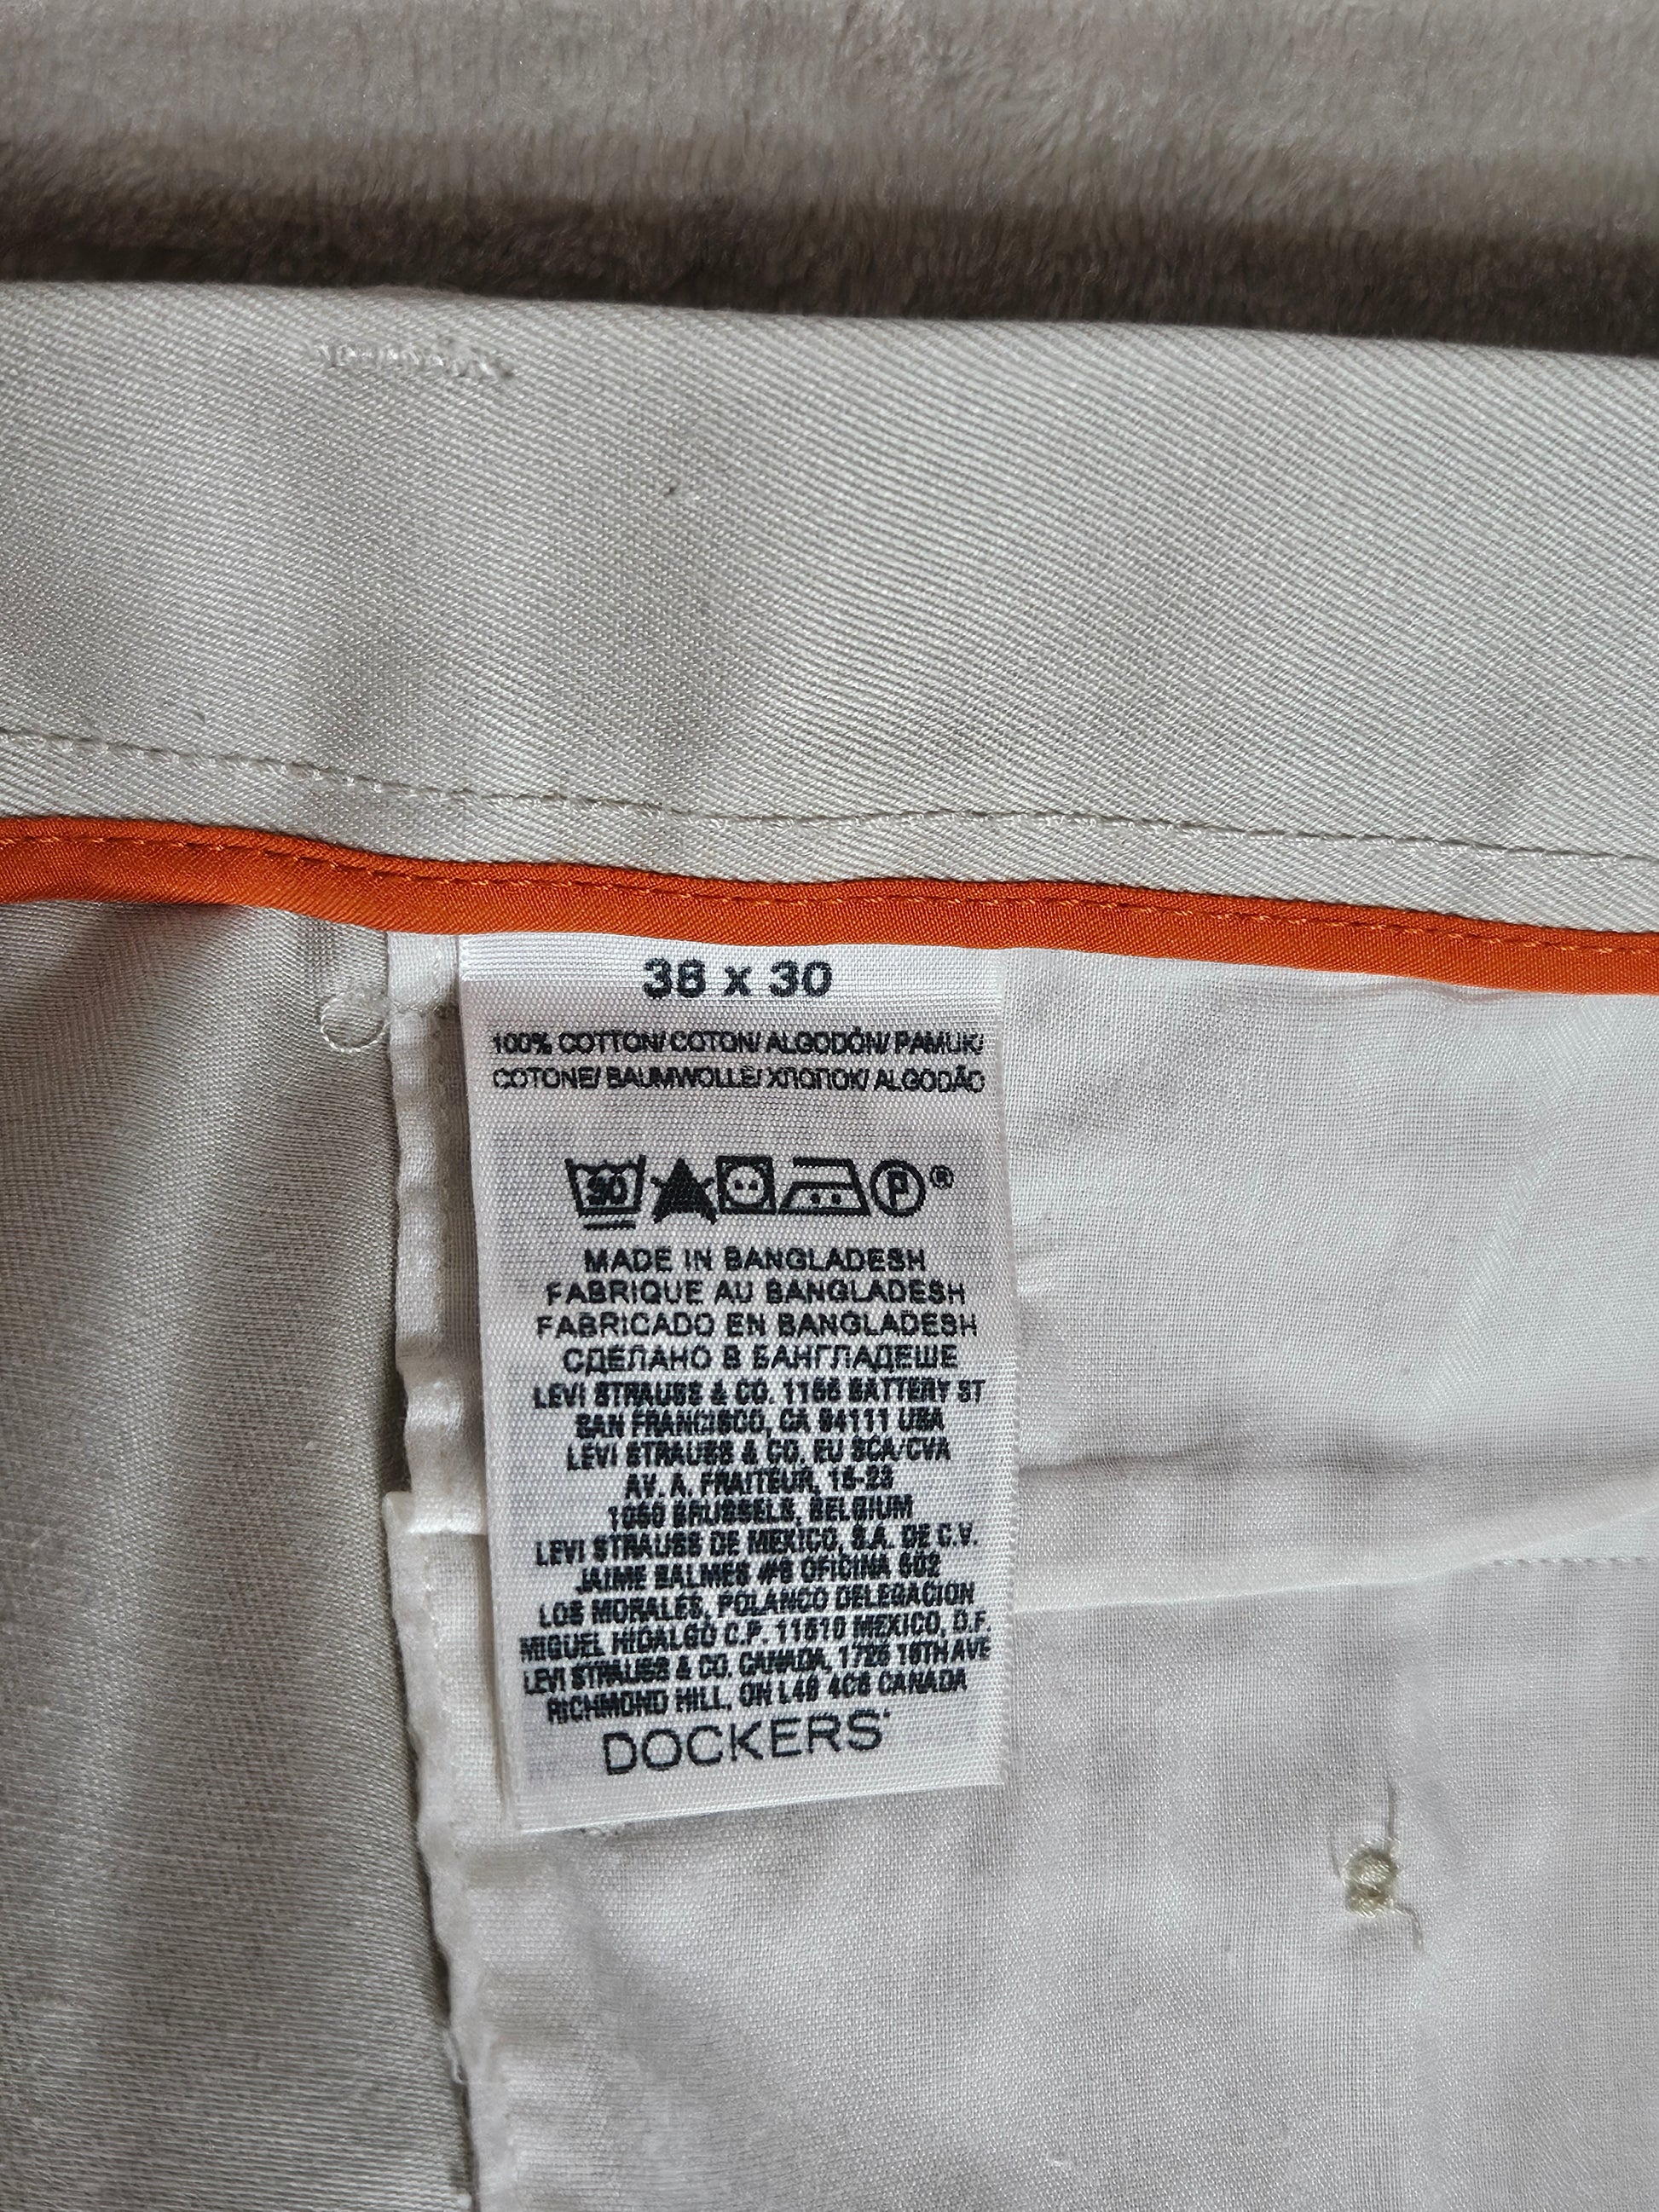 38 x 30
100% COTTON/ COTON/ ALGODÓN/ PAMUK/
COTONE/ BAUMWOLLE/ ХЛОПОК/ ALGODÃO
30
P ®
MADE IN BANGLADESH
FABRIQUE AU BANGLADESH
FABRICADO EN BANGLADESH
СДЕЛАНО В БАНГЛАДЕШЕ
LEVI STRAUSS & CO. 1155 BATTERY ST
SAN FRANCISCO, CA 94111 USA
LEVI STRAUSS & CO. EU SCA/CVA
AV. A. FRAITEUR, 15-23
1050 BRUSSELS, BELGIUM
LEVI STRAUSS DE MEXICO, S.A. DE C.V.
JAIME BALMES #8 OFICINA 602
LOS MORALES, POLANCO DELEGACION
MIGUEL HIDALGO C.P. 11510 MEXICO, D.F.
LEVI STRAUSS & CO. CANADA, 1725 16TH AVE
RICHMOND HILL, ON L4B 4C6 CANADA
DOCKERS®